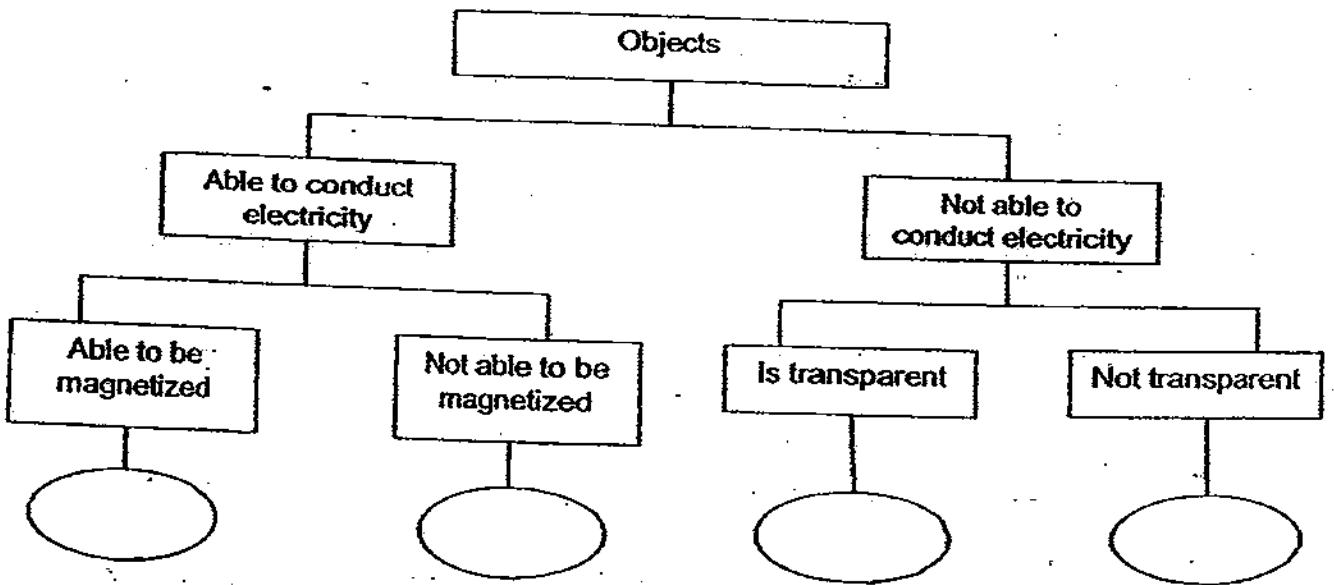 Objects
Able to conduct
electricity
Not able to
conduct electricity
Able to be
magnetized
Not able to be
magnetized
Is transparent
Not transparent